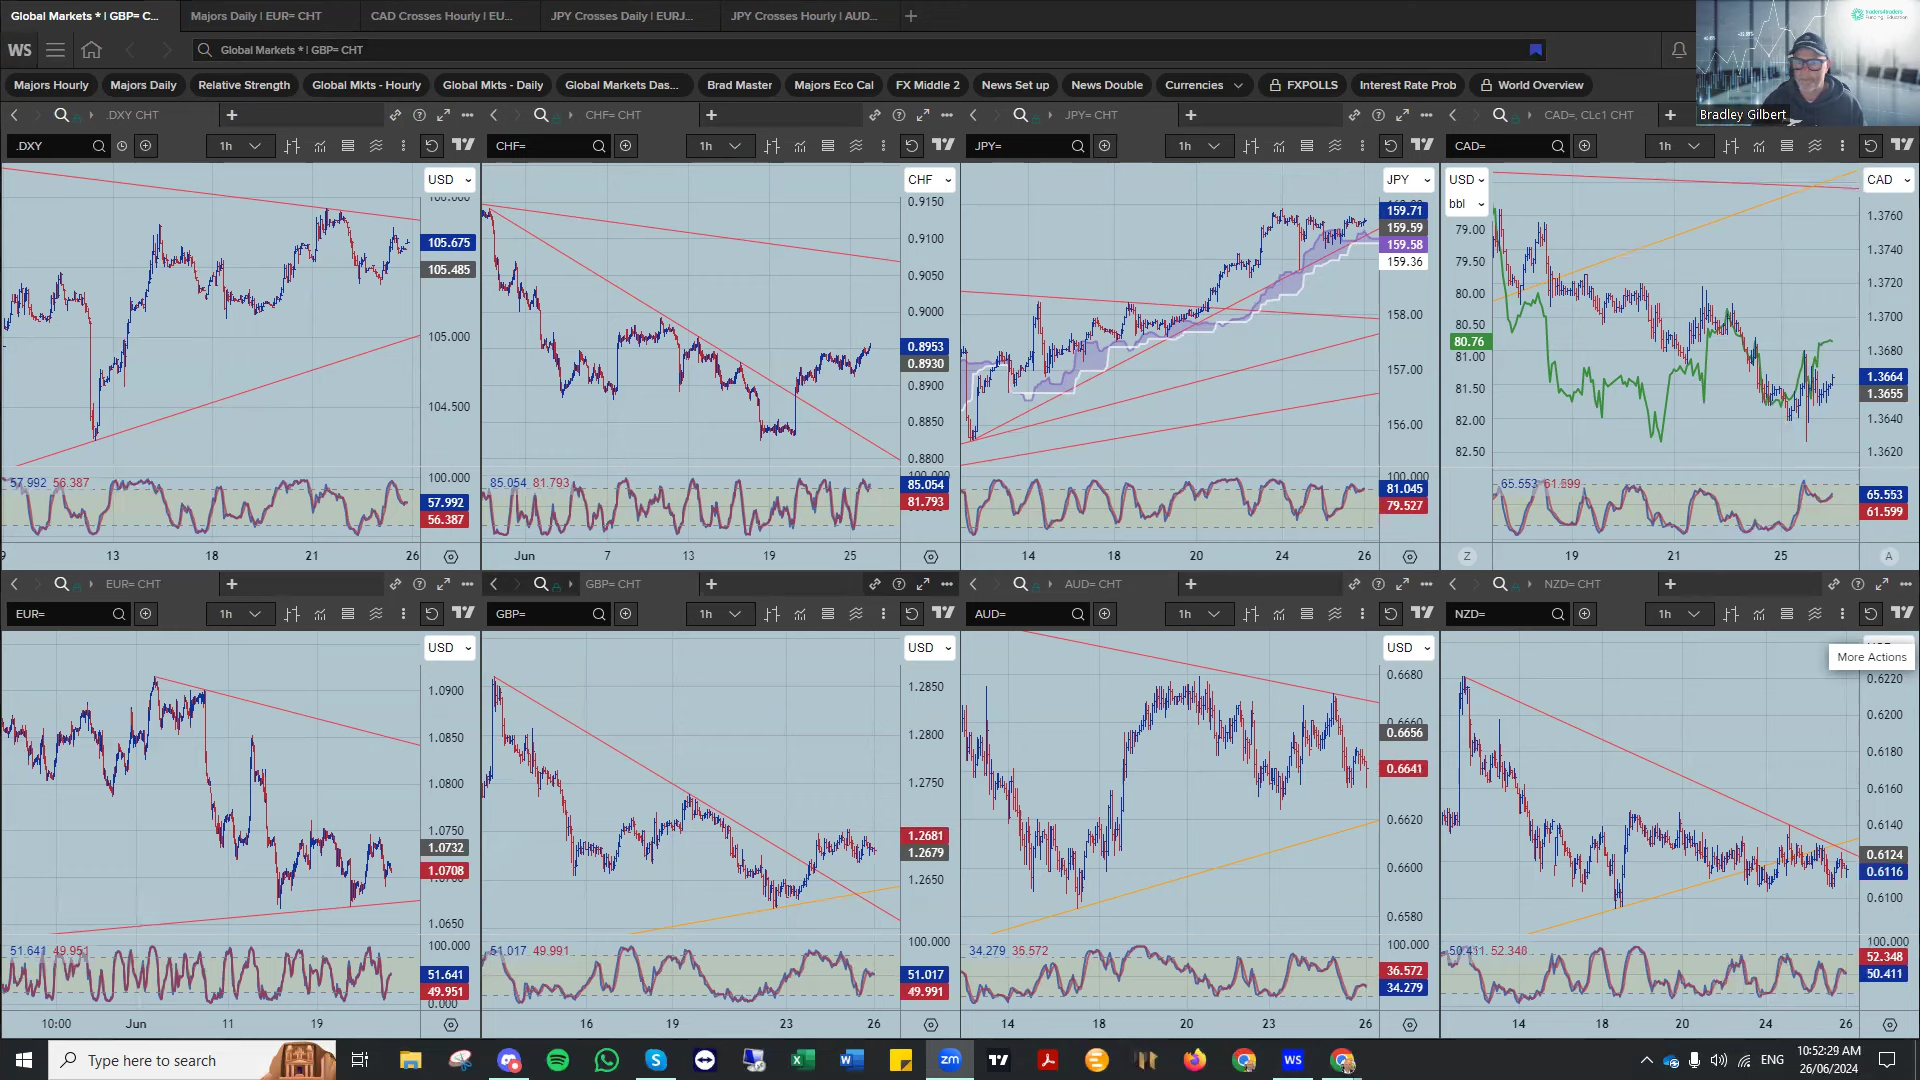 Global Markets * | GBP= C... Majors Daily | EUR= CHT CAD Crosses Hourly | EU... JPY Crosses Daily | EURJ... JPY Crosses Hourly | AUD...
traders4traders
Funding | Education
WS Global Markets * | GBP= CHT
Majors Hourly Majors Daily Relative Strength Global Mkts - Hourly Global Mkts - Daily Global Markets Das... Brad Master Majors Eco Cal FX Middle 2 News Set up News Double Currencies FXPOLLS Interest Rate Prob World Overview
Bradley Gilbert
.DXY CHT CHF= CHT JPY= CHT CAD=, CLc1 CHT
.DXY 1h CHF= 1h JPY= 1h CAD= 1h
USD
105.675
105.485
105.000
104.500
57.992 56.387
100.000
57.992
56.387
13 18 21 26
CHF
0.9150
0.9100
0.9050
0.9000
0.8953
0.8930
0.8900
0.8850
0.8800
85.054 81.793
100.000
85.054
81.793
Jun 7 13 19 25
JPY
159.71
159.59
159.58
159.36
158.00
157.00
156.00
100.000
81.045
79.527
14 18 20 24 26
USD
bbl
79.00
79.50
80.00
80.50
80.76
81.00
81.50
82.00
82.50
CAD
1.3760
1.3740
1.3720
1.3700
1.3680
1.3664
1.3655
1.3640
1.3620
65.553 61.599
65.553
61.599
Z 19 21 25 A
EUR= CHT GBP= CHT AUD= CHT NZD= CHT
EUR= 1h GBP= 1h AUD= 1h NZD= 1h
USD
1.0900
1.0850
1.0800
1.0750
1.0732
1.0708
1.0650
51.641 49.951
100.000
51.641
49.951
0.000
10:00 Jun 11 19
USD
1.2850
1.2800
1.2750
1.2681
1.2679
1.2650
51.017 49.991
100.000
51.017
49.991
16 19 23 26
USD
0.6680
0.6660
0.6656
0.6641
0.6620
0.6600
0.6580
34.279 36.572
100.000
36.572
34.279
14 18 20 23 26
More Actions
0.6220
0.6200
0.6180
0.6160
0.6140
0.6124
0.6116
0.6100
50.411 52.348
100.000
52.348
50.411
14 18 20 24 26
Type here to search
zm
WS
ENG
10:52:29 AM
26/06/2024